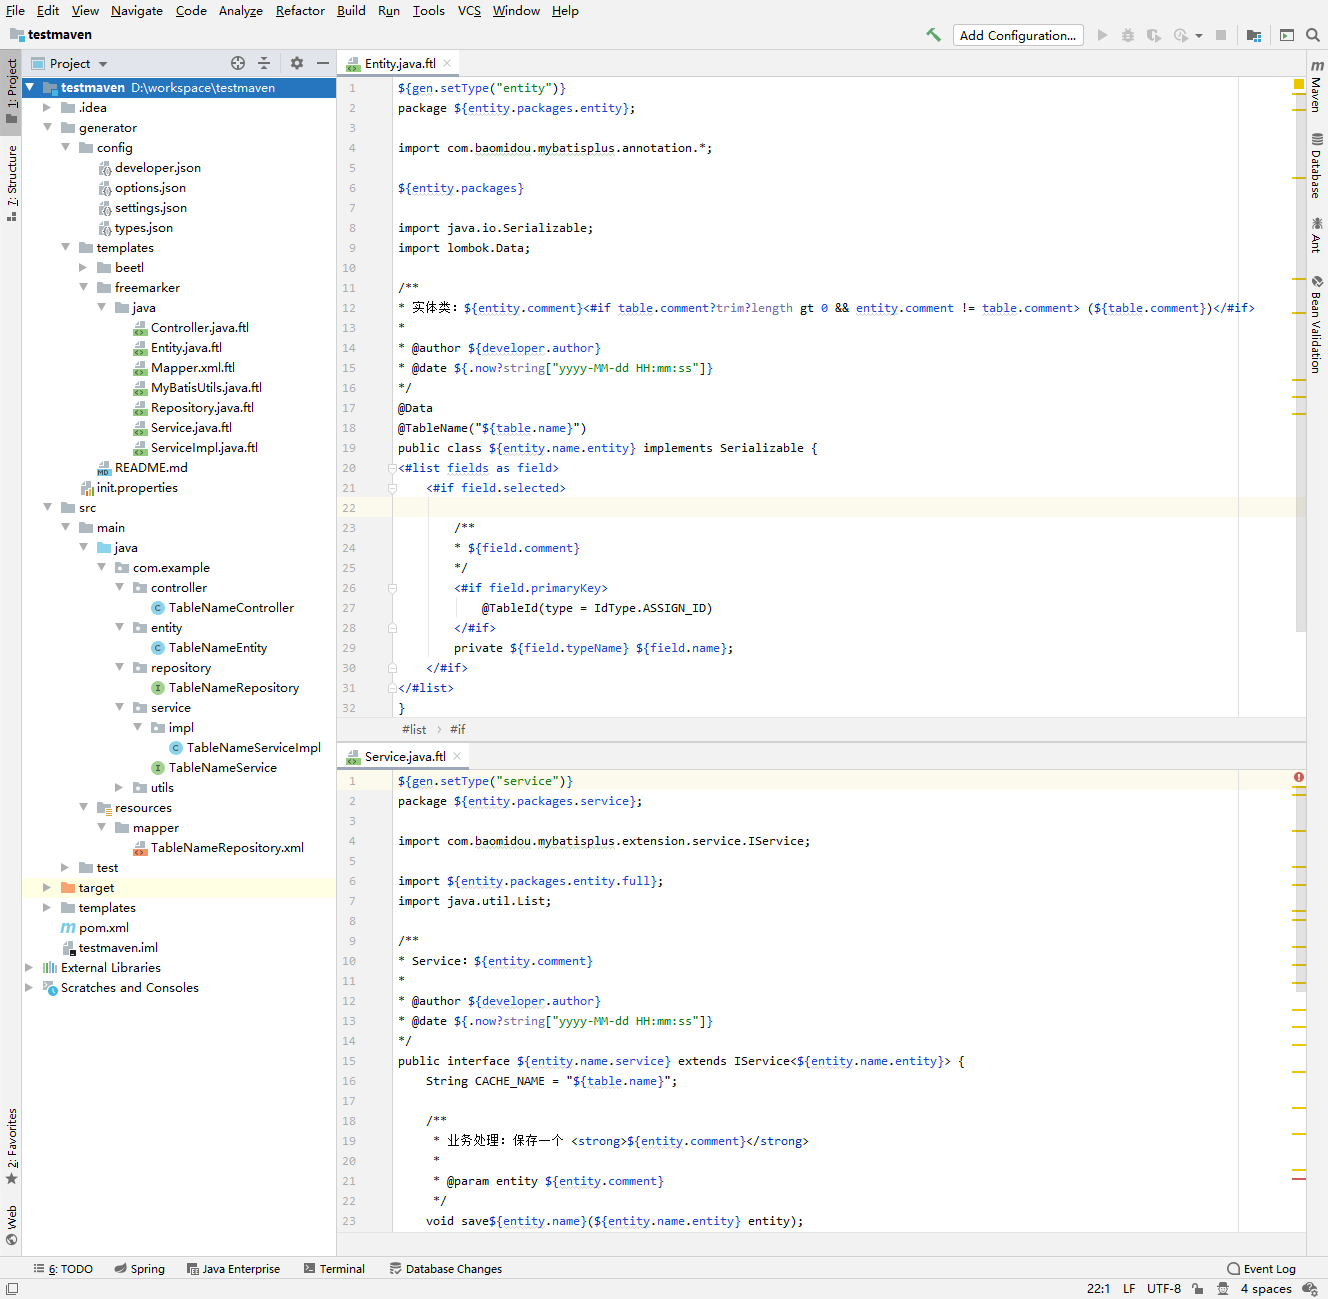 File Edit View Navigate Code Analyze Refactor Build Run Tools VCS Window Help
testmaven
Add Configuration...
1: Project
7: Structure
2: Favorites
Web
Project
testmaven D:\workspace\testmaven
.idea
generator
config
developer.json
options.json
settings.json
types.json
templates
beetl
freemarker
java
Controller.java.ftl
Entity.java.ftl
Mapper.xml.ftl
MyBatisUtils.java.ftl
Repository.java.ftl
Service.java.ftl
ServiceImpl.java.ftl
README.md
init.properties
src
main
java
com.example
controller
TableNameController
entity
TableNameEntity
repository
TableNameRepository
service
impl
TableNameServiceImpl
TableNameService
utils
resources
mapper
TableNameRepository.xml
test
target
templates
pom.xml
testmaven.iml
External Libraries
Scratches and Consoles
Entity.java.ftl
1 ${gen.setType("entity")}
2 package ${entity.packages.entity};
3
4 import com.baomidou.mybatisplus.annotation.*;
5
6 ${entity.packages}
7
8 import java.io.Serializable;
9 import lombok.Data;
10
11 /**
12 * 实体类：${entity.comment}<#if table.comment?trim?length gt 0 && entity.comment != table.comment> (${table.comment})</#if>
13 *
14 * @author ${developer.author}
15 * @date ${.now?string["yyyy-MM-dd HH:mm:ss"]}
16 */
17 @Data
18 @TableName("${table.name}")
19 public class ${entity.name.entity} implements Serializable {
20 <#list fields as field>
21 <#if field.selected>
22
23 /**
24 * ${field.comment}
25 */
26 <#if field.primaryKey>
27 @TableId(type = IdType.ASSIGN_ID)
28 </#if>
29 private ${field.typeName} ${field.name};
30 </#if>
31 </#list>
32 }
#list › #if
Service.java.ftl
1 ${gen.setType("service")}
2 package ${entity.packages.service};
3
4 import com.baomidou.mybatisplus.extension.service.IService;
5
6 import ${entity.packages.entity.full};
7 import java.util.List;
8
9 /**
10 * Service：${entity.comment}
11 *
12 * @author ${developer.author}
13 * @date ${.now?string["yyyy-MM-dd HH:mm:ss"]}
14 */
15 public interface ${entity.name.service} extends IService<${entity.name.entity}> {
16 String CACHE_NAME = "${table.name}";
17
18 /**
19 * 业务处理：保存一个 <strong>${entity.comment}</strong>
20 *
21 * @param entity ${entity.comment}
22 */
23 void save${entity.name}(${entity.name.entity} entity);
Maven
Database
Ant
Bean Validation
6: TODO Spring Java Enterprise Terminal Database Changes Event Log
22:1 LF UTF-8 4 spaces